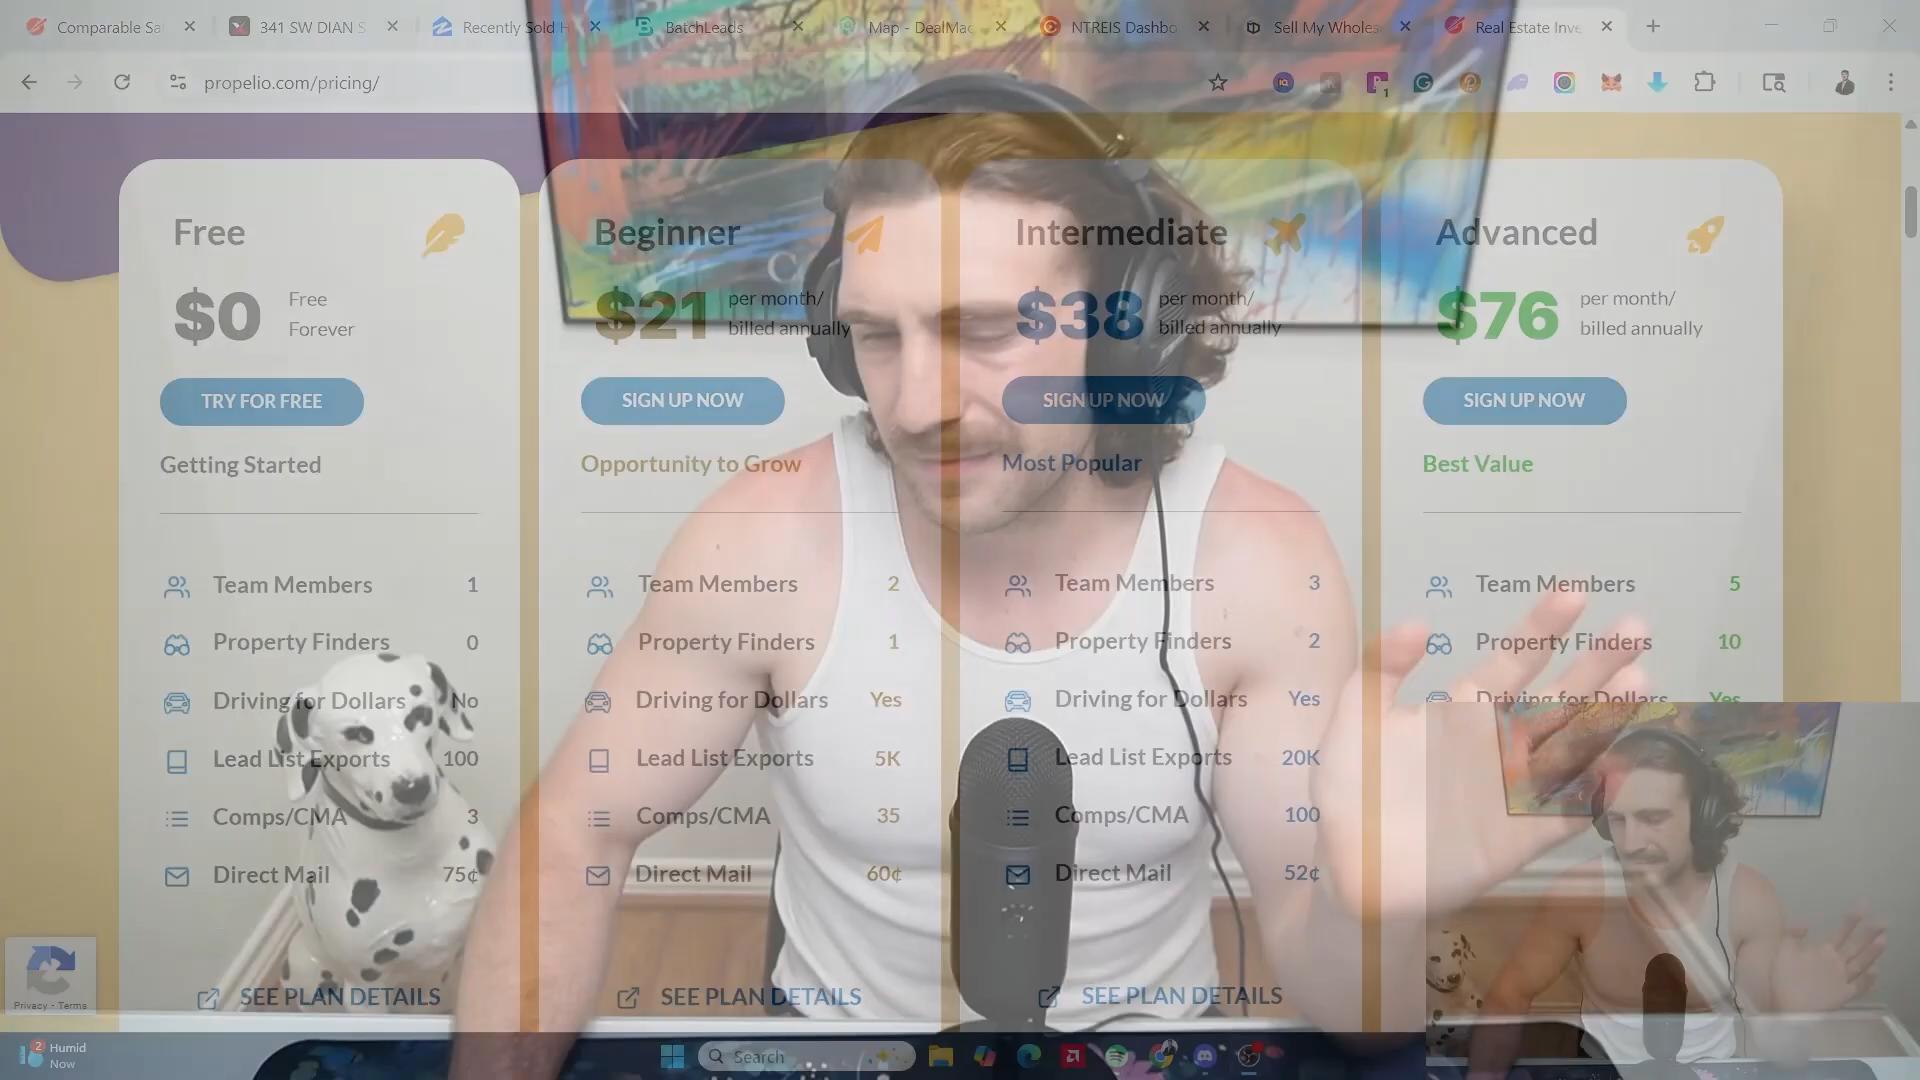 Comparable Sa
341 SW DIAN S
Recently Sold H
BatchLeads
Map - DealMac
NTREIS Dashbo
Sell My Wholes
Real Estate Inve
propelio.com/pricing/
1
Free
$0 Free Forever
TRY FOR FREE
Getting Started
Team Members 1
Property Finders 0
Driving for Dollars No
Lead List Exports 100
Comps/CMA 3
Direct Mail 75¢
SEE PLAN DETAILS
Beginner
$21 per month/ billed annually
SIGN UP NOW
Opportunity to Grow
Team Members 2
Property Finders 1
Driving for Dollars Yes
Lead List Exports 5K
Comps/CMA 35
Direct Mail 60¢
SEE PLAN DETAILS
Intermediate
$38 per month/ billed annually
SIGN UP NOW
Most Popular
Team Members 3
Property Finders 2
Driving for Dollars Yes
Lead List Exports 20K
Comps/CMA 100
Direct Mail 52¢
SEE PLAN DETAILS
Advanced
$76 per month/ billed annually
SIGN UP NOW
Best Value
Team Members 5
Property Finders 10
Driving for Dollars Yes
Privacy - Terms
2
Humid
Now
Search